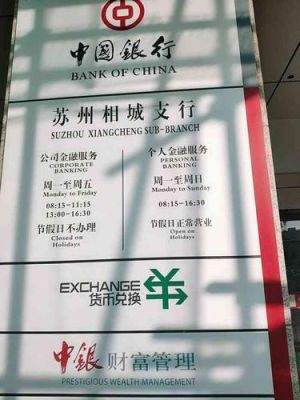 中國銀行
BANK OF CHINA
苏州相城支行
SUZHOU XIANGCHENG SUB-BRANCH
公司金融服务
CORPORATE
BANKING
周一至周五
Monday to Friday
08:15-11:15
13:00-16:30
节假日不办理
Closed on
Holidays
个人金融服务
PERSONAL
BANKING
周一至周日
Monday to Sunday
08:15-16:30
节假日正常营业
Open on
Holidays
EXCHANGE
货币兑换
中銀 财富管理
PRESTIGIOUS WEALTH MANAGEMENT